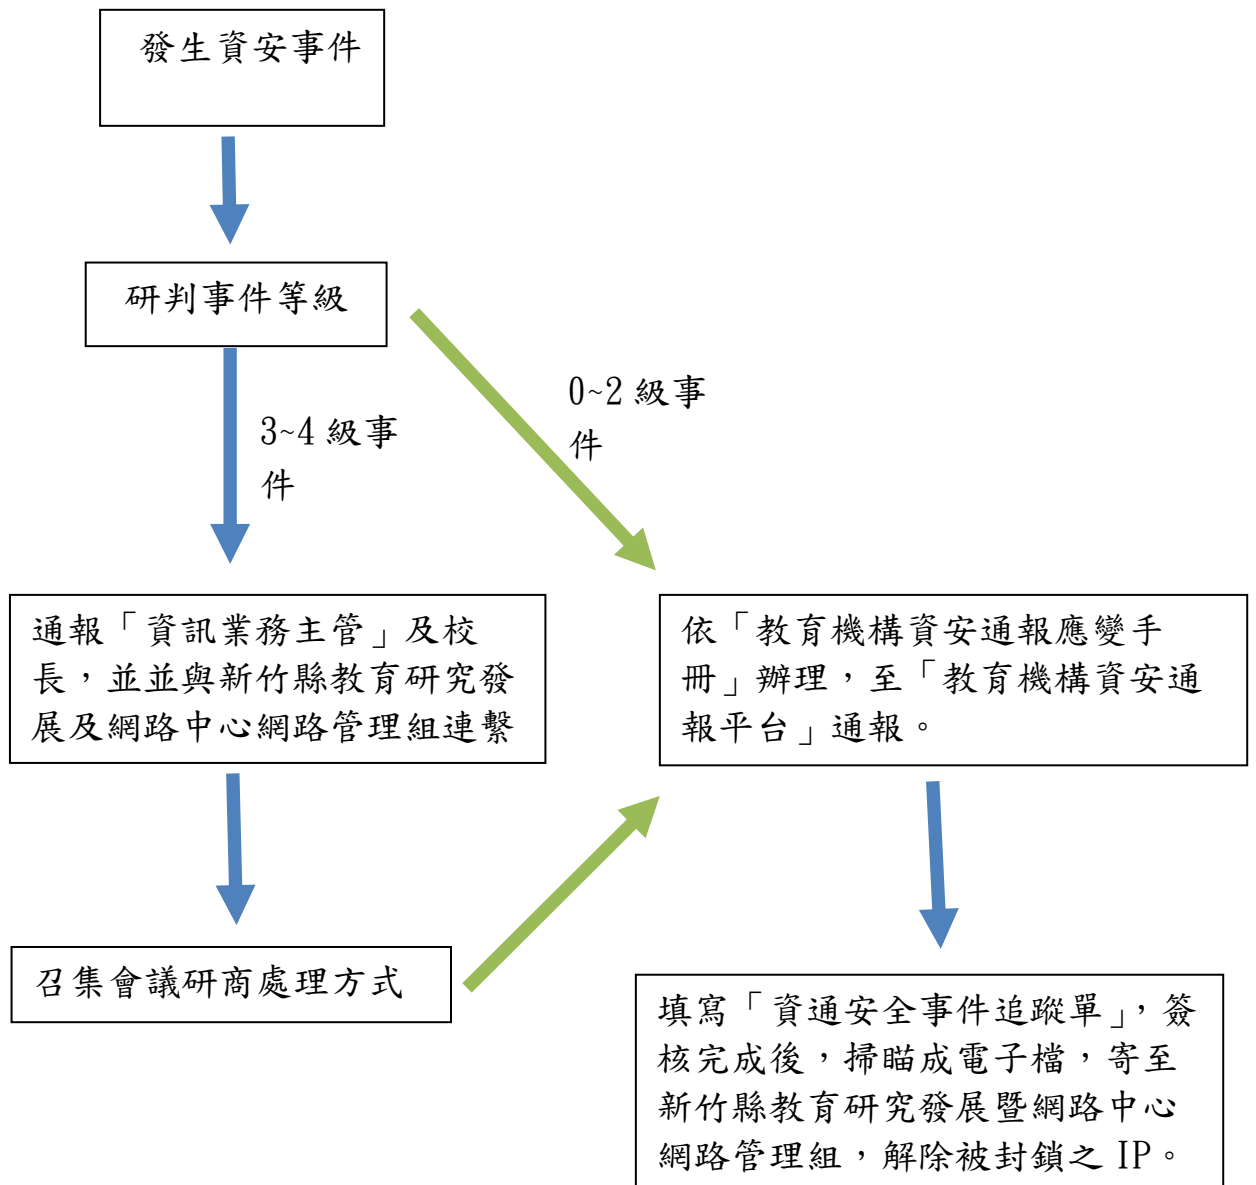 發生資安事件
研判事件等級
3~4 級事
件
0~2 級事
件
通報「資訊業務主管」及校
長，並並與新竹縣教育研究發
展及網路中心網路管理組連繫
依「教育機構資安通報應變手
冊」辦理，至「教育機構資安通
報平台」通報。
召集會議研商處理方式
填寫「資通安全事件追蹤單」，簽
核完成後，掃瞄成電子檔，寄至
新竹縣教育研究發展暨網路中心
網路管理組，解除被封鎖之 IP。